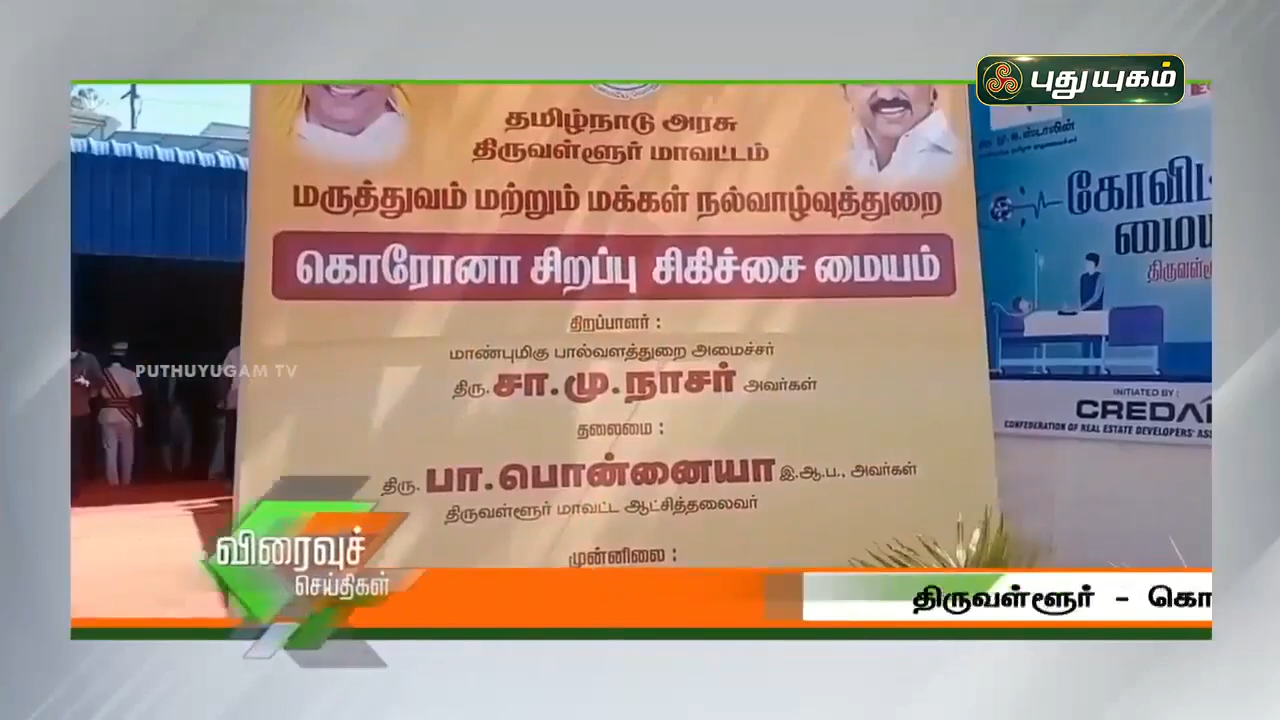 புதுயுகம்
தமிழ்நாடு அரசு
திருவள்ளூர் மாவட்டம்
மருத்துவம் மற்றும் மக்கள் நல்வாழ்வுத்துறை
கொரோனா சிறப்பு சிகிச்சை மையம்
திறப்பாளர் :
மாண்புமிகு பால்வளத்துறை அமைச்சர்
திரு. சா.மு.நாசர் அவர்கள்
தலைமை :
திரு. பா.பொன்னையா இ.ஆ.ப., அவர்கள்
திருவள்ளூர் மாவட்ட ஆட்சித்தலைவர்
முன்னிலை :
மு.க.ஸ்டாலின்
கோவிட்
மைய
திருவள்
INITIATED BY :
CREDAI
CONFEDERATION OF REAL ESTATE DEVELOPERS' ASS
PUTHUYUGAM TV
விரைவுச்
செய்திகள்
திருவள்ளூர் - கொ